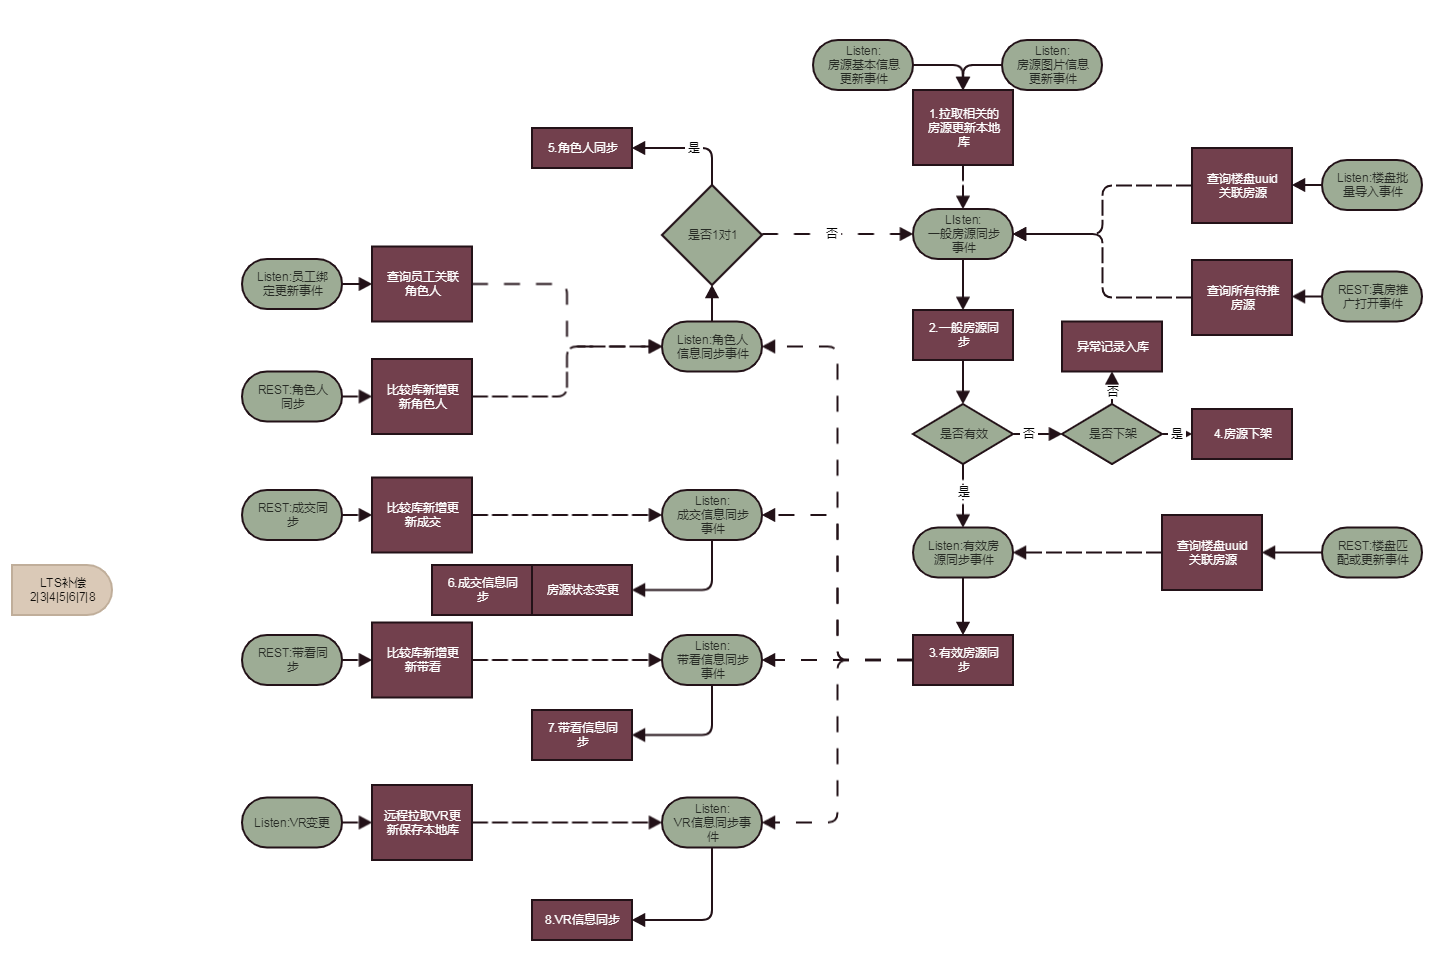 Listen:
房源基本信息
更新事件
Listen:
房源图片信息
更新事件
1.拉取相关的
房源更新本地
库
5.角色人同步
是
查询楼盘uuid
关联房源
Listen:楼盘批
量导入事件
是否1对1
否
LIsten:
一般房源同步
事件
Listen:员工绑
定更新事件
查询员工关联
角色人
查询所有待推
房源
REST:真房推
广打开事件
2.一般房源同
步
Listen:角色人
信息同步事件
异常记录入库
REST:角色人
同步
比较库新增更
新角色人
否
是否有效
否
是否下架
是
4.房源下架
是
REST:成交同
步
比较库新增更
新成交
Listen:
成交信息同步
事件
Listen:有效房
源同步事件
查询楼盘uuid
关联房源
REST:楼盘匹
配或更新事件
LTS补偿
2|3|4|5|6|7|8
6.成交信息同
步
房源状态变更
REST:带看同
步
比较库新增更
新带看
Listen:
带看信息同步
事件
3.有效房源同
步
7.带看信息同
步
Listen:VR变更
远程拉取VR更
新保存本地库
Listen:
VR信息同步事
件
8.VR信息同步